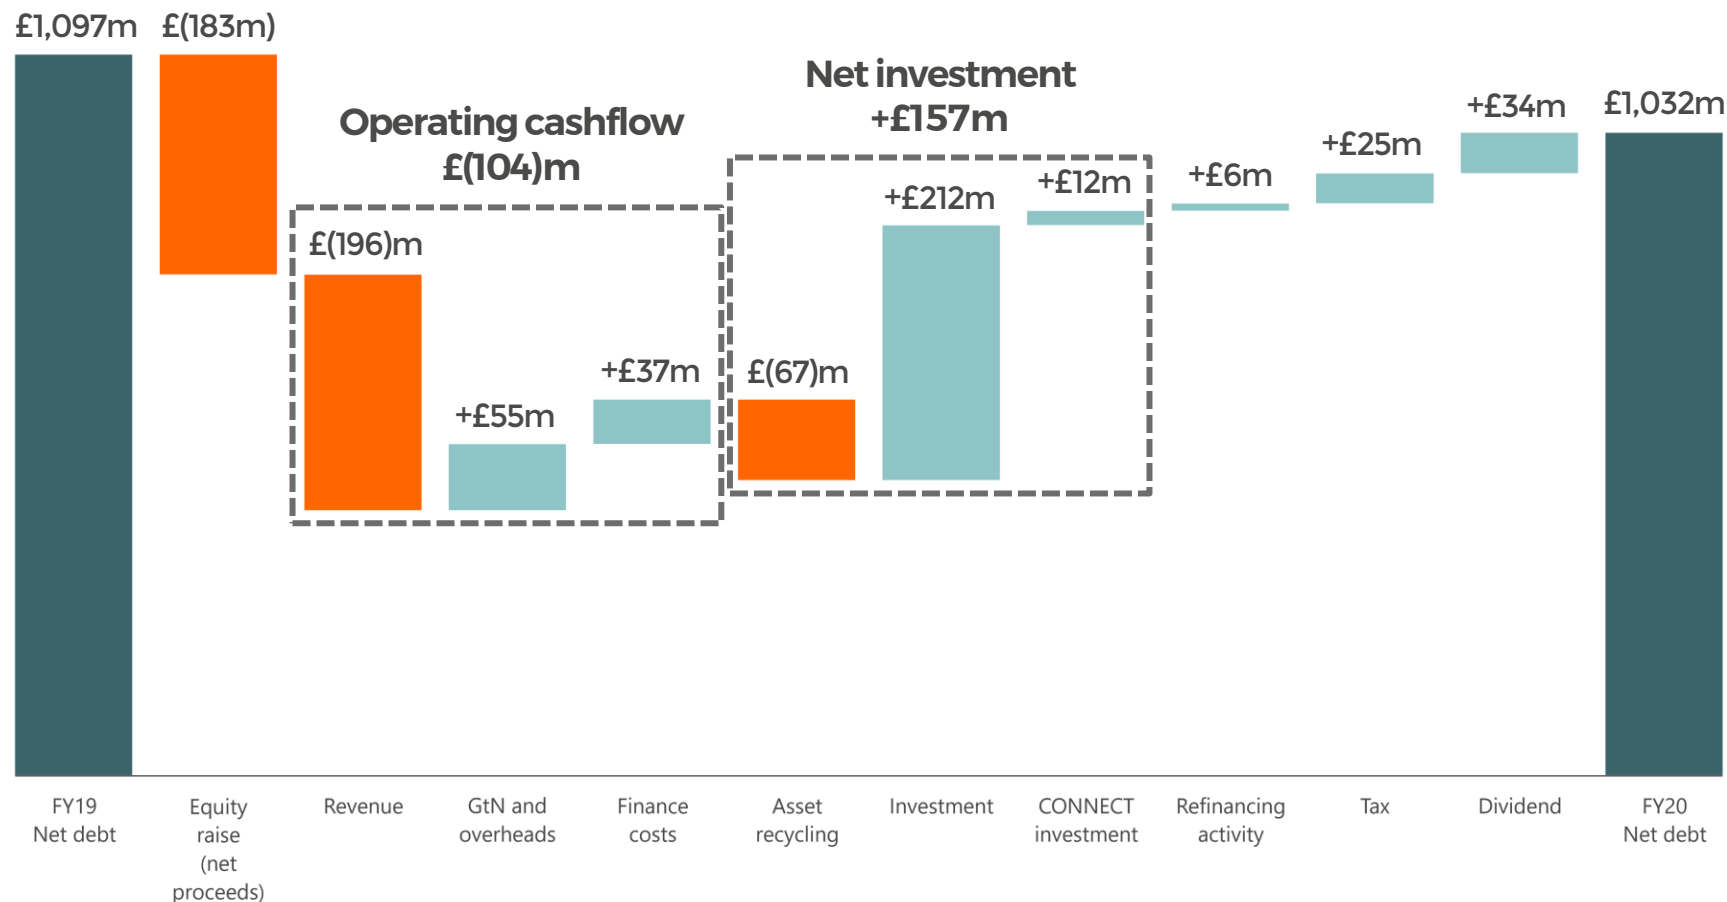 £1,097m
£(183m)
Operating cashflow
£(104)m
£(196)m
+£55m
+£37m
Net investment
+£157m
£(67)m
+£212m
+£12m
+£6m
+£25m
+£34m
£1,032m
FY19
Net debt
Equity
raise
(net
proceeds)
Revenue
GtN and
overheads
Finance
costs
Asset
recycling
Investment
CONNECT
investment
Refinancing
activity
Tax
Dividend
FY20
Net debt